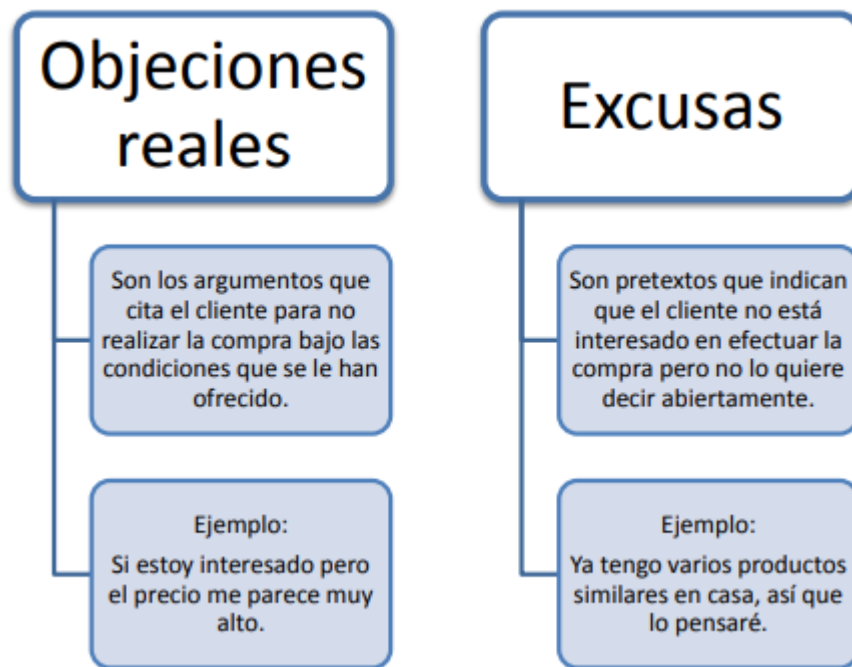 Objeciones
reales
Son los argumentos que
cita el cliente para no
realizar la compra bajo las
condiciones que se le han
ofrecido.
Ejemplo:
Si estoy interesado pero
el precio me parece muy
alto.
Excusas
Son pretextos que indican
que el cliente no está
interesado en efectuar la
compra pero no lo quiere
decir abiertamente.
Ejemplo:
Ya tengo varios productos
similares en casa, así que
lo pensaré.